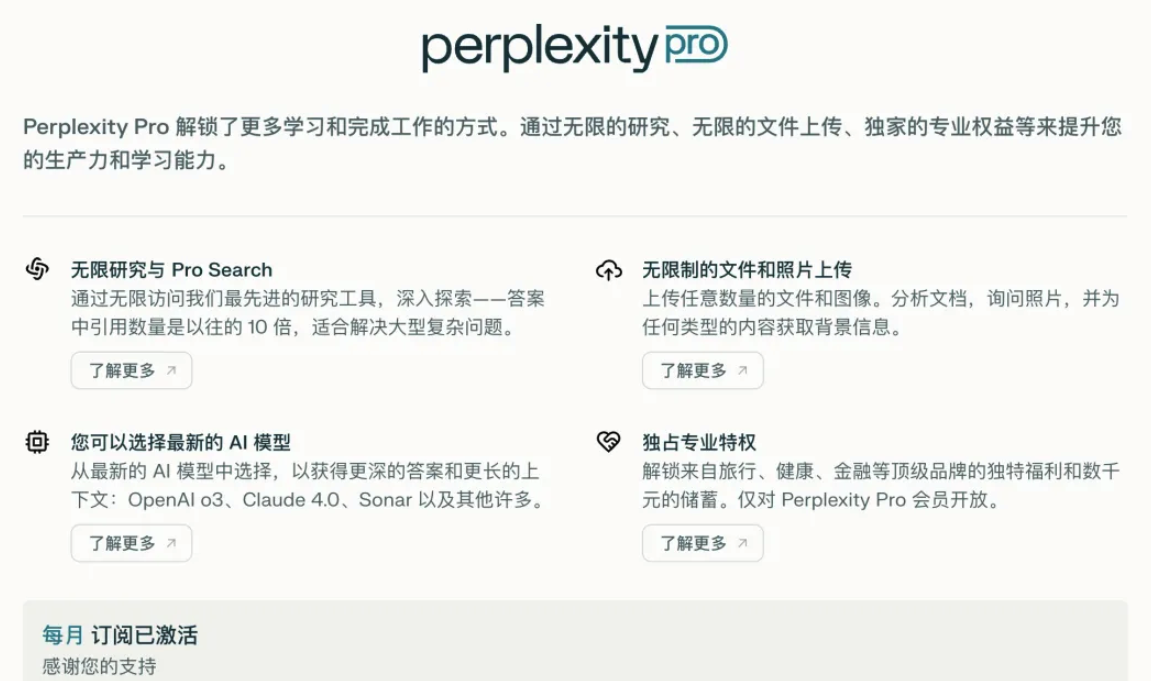 perplexity pro
Perplexity Pro 解锁了更多学习和完成工作的方式。通过无限的研究、无限的文件上传、独家的专业权益等来提升您
的生产力和学习能力。
无限研究与 Pro Search
通过无限访问我们最先进的研究工具，深入探索——答案
中引用数量是以往的 10 倍，适合解决大型复杂问题。
了解更多
无限制的文件和照片上传
上传任意数量的文件和图像。分析文档，询问照片，并为
任何类型的内容获取背景信息。
了解更多
您可以选择最新的 AI 模型
从最新的 AI 模型中选择，以获得更深的答案和更长的上
下文：OpenAI o3、Claude 4.0、Sonar 以及其他许多。
了解更多
独占专业特权
解锁来自旅行、健康、金融等顶级品牌的独特福利和数千
元的储蓄。仅对 Perplexity Pro 会员开放。
了解更多
每月 订阅已激活
感谢您的支持